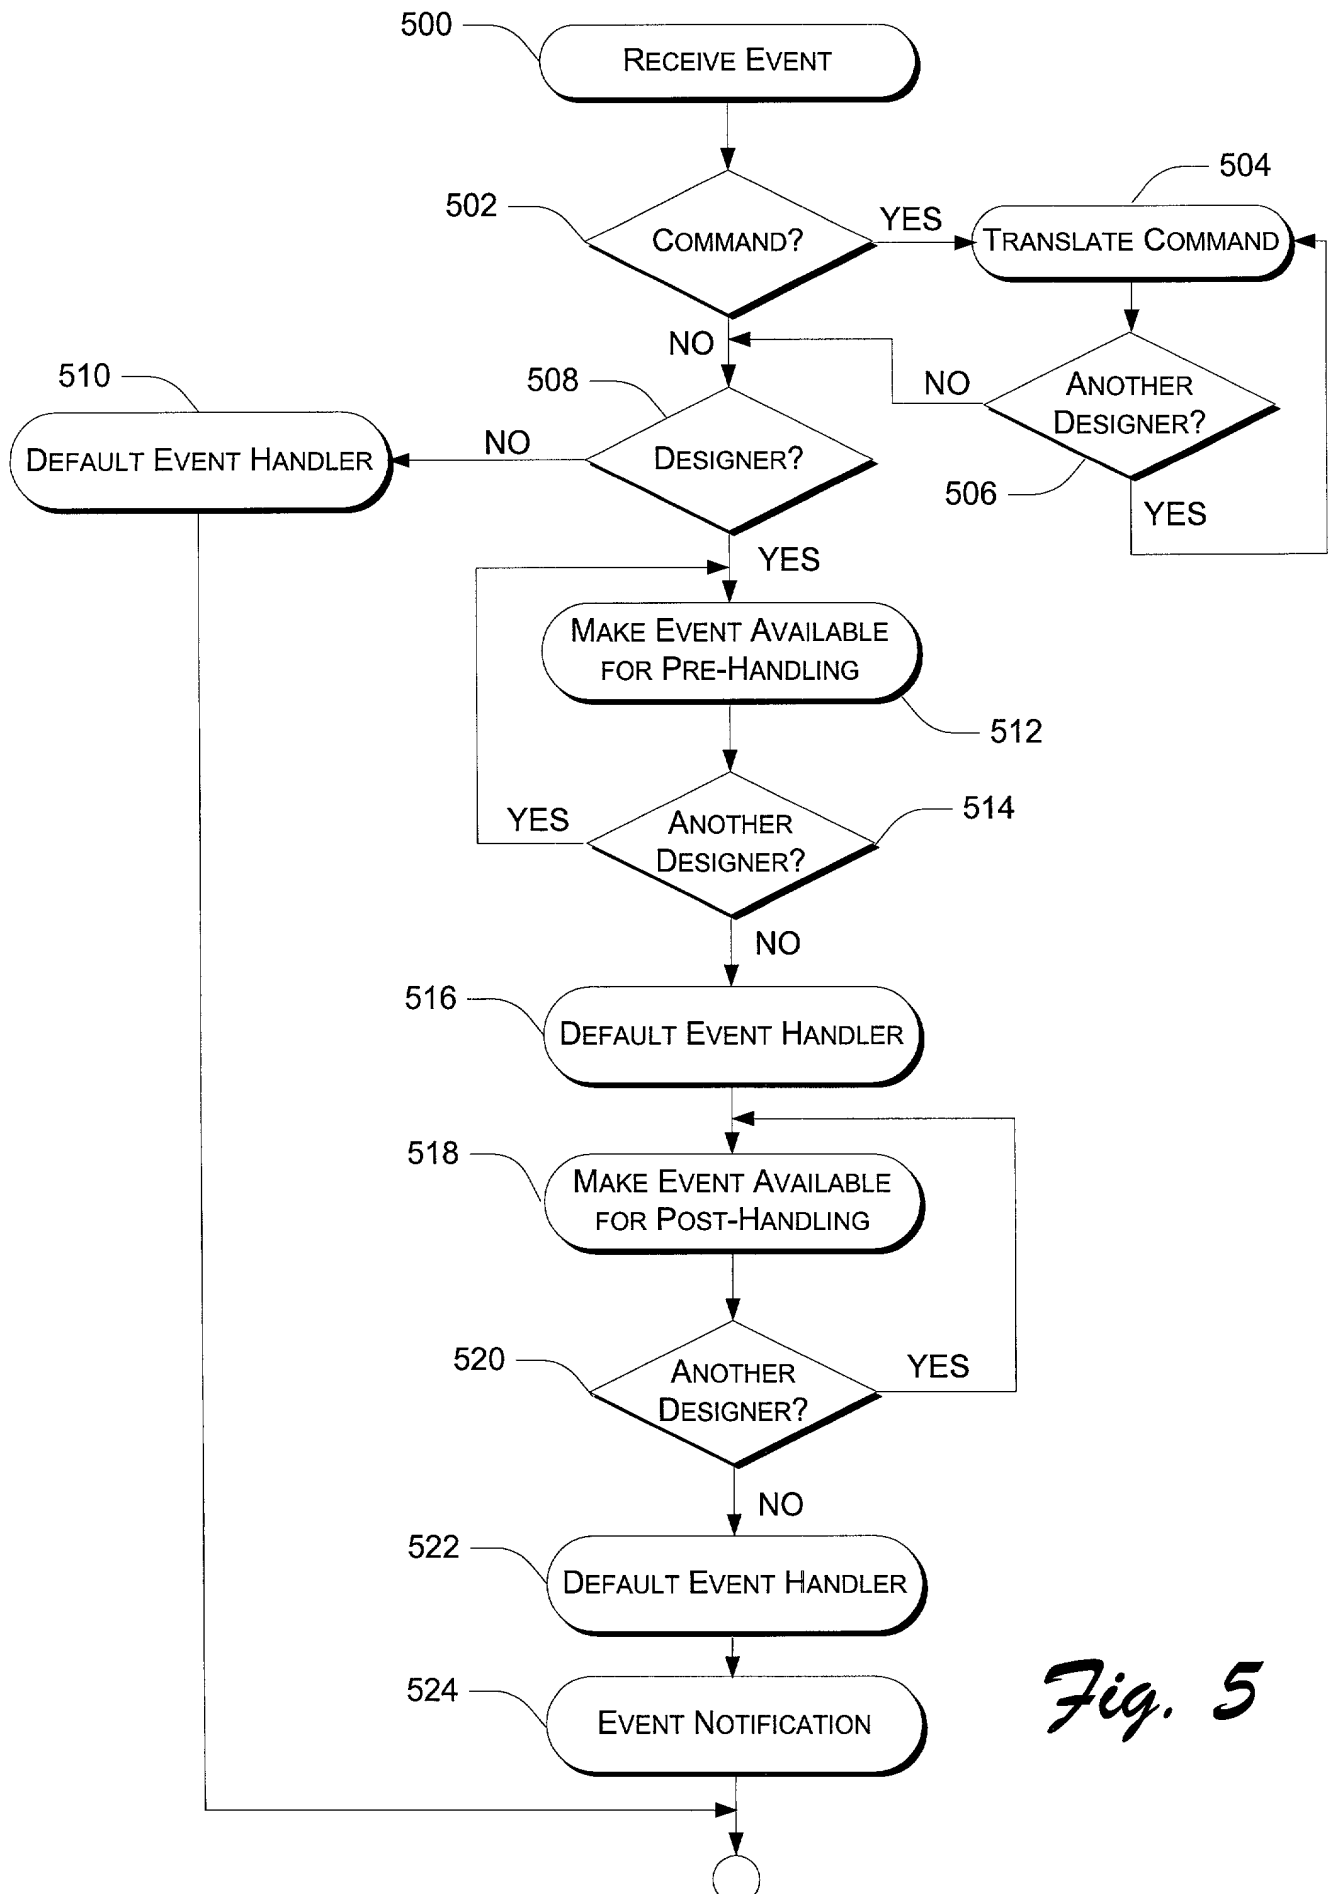 500
RECEIVE EVENT
504
502
YES
COMMAND?
TRANSLATE COMMAND
NO
510
508
NO
ANOTHER
DESIGNER?
NO
DEFAULT EVENT HANDLER
DESIGNER?
506
YES
YES
MAKE EVENT AVAILABLE
FOR PRE-HANDLING
512
514
YES
ANOTHER
DESIGNER?
NO
516
DEFAULT EVENT HANDLER
518
MAKE EVENT AVAILABLE
FOR POST-HANDLING
520
ANOTHER
DESIGNER?
YES
NO
522
DEFAULT EVENT HANDLER
524
EVENT NOTIFICATION
Fig. 5